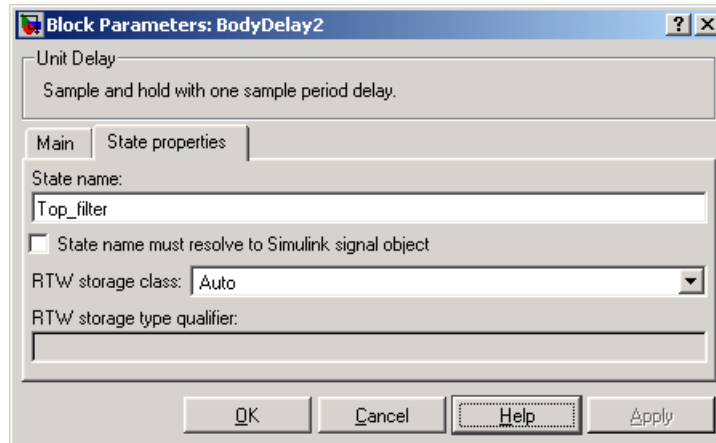 Block Parameters: BodyDelay2
Unit Delay
Sample and hold with one sample period delay.
Main State properties
State name:
Top_filter
State name must resolve to Simulink signal object
RTW storage class: Auto
RTW storage type qualifier:
OK Cancel Help Apply